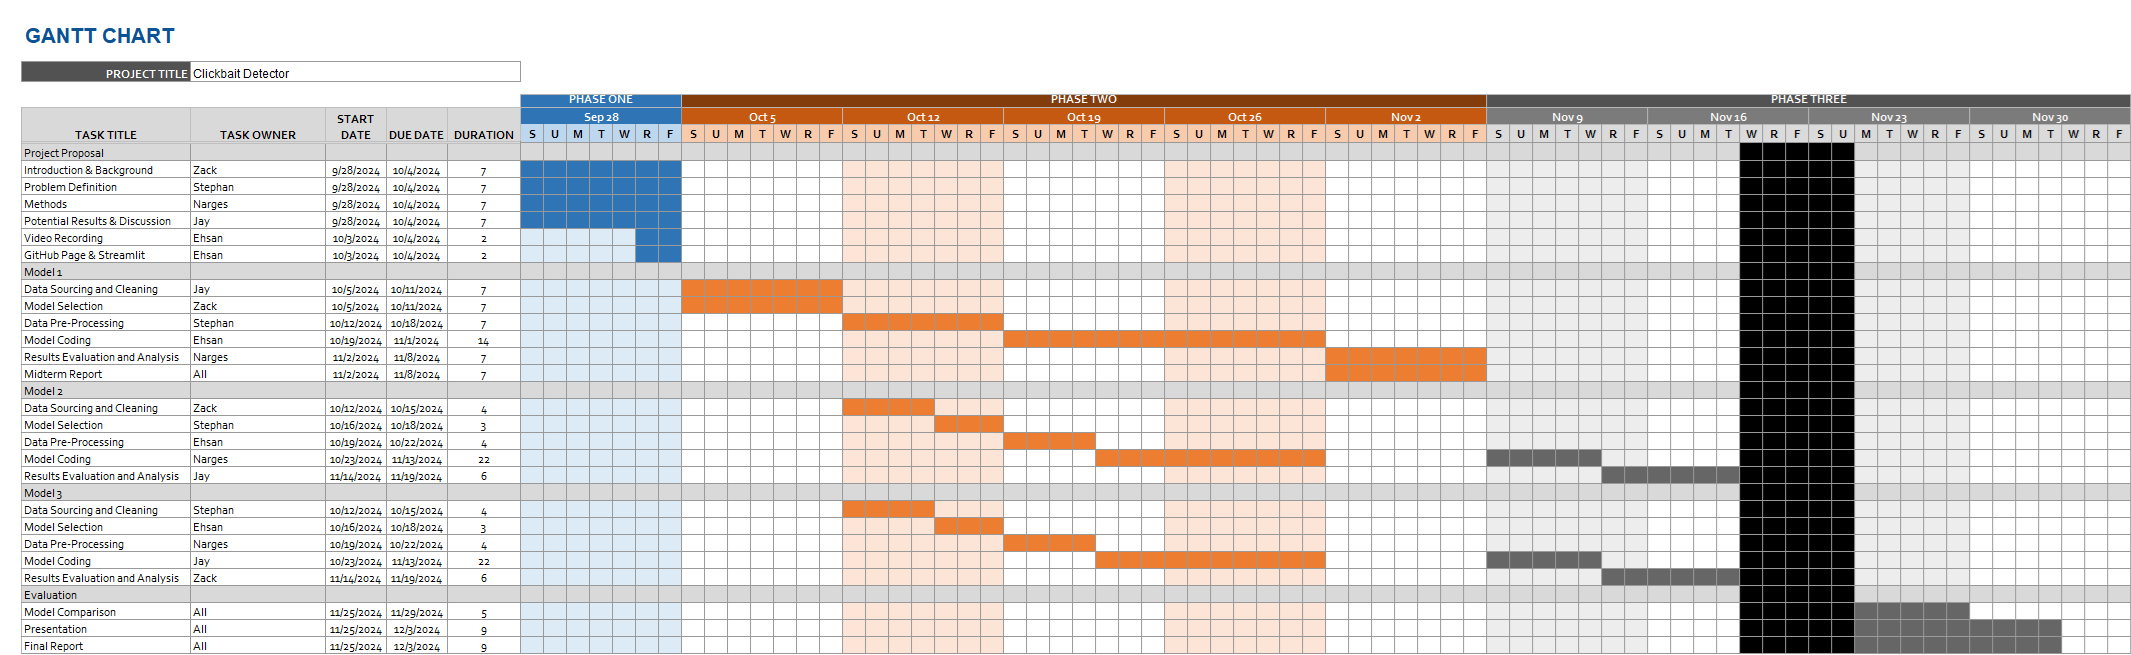 GANTT CHART
PROJECT TITLE Clickbait Detector
PHASE ONE PHASE TWO PHASE THREE
TASK TITLE TASK OWNER START DATE DUE DATE DURATION Sep 28 Oct 5 Oct 12 Oct 19 Oct 26 Nov 2 Nov 9 Nov 16 Nov 23 Nov 30
S U M T W R F S U M T W R F S U M T W R F S U M T W R F S U M T W R F S U M T W R F S U M T W R F S U M T W R F S U M T W R F S U M T W R F
Project Proposal
Introduction & Background Zack 9/28/2024 10/4/2024 7
Problem Definition Stephan 9/28/2024 10/4/2024 7
Methods Narges 9/28/2024 10/4/2024 7
Potential Results & Discussion Jay 9/28/2024 10/4/2024 7
Video Recording Ehsan 10/3/2024 10/4/2024 2
GitHub Page & Streamlit Ehsan 10/3/2024 10/4/2024 2
Model 1
Data Sourcing and Cleaning Jay 10/5/2024 10/11/2024 7
Model Selection Zack 10/5/2024 10/11/2024 7
Data Pre-Processing Stephan 10/12/2024 10/18/2024 7
Model Coding Ehsan 10/19/2024 11/1/2024 14
Results Evaluation and Analysis Narges 11/2/2024 11/8/2024 7
Midterm Report All 11/2/2024 11/8/2024 7
Model 2
Data Sourcing and Cleaning Zack 10/12/2024 10/15/2024 4
Model Selection Stephan 10/16/2024 10/18/2024 3
Data Pre-Processing Ehsan 10/19/2024 10/22/2024 4
Model Coding Narges 10/23/2024 11/13/2024 22
Results Evaluation and Analysis Jay 11/14/2024 11/19/2024 6
Model 3
Data Sourcing and Cleaning Stephan 10/12/2024 10/15/2024 4
Model Selection Ehsan 10/16/2024 10/18/2024 3
Data Pre-Processing Narges 10/19/2024 10/22/2024 4
Model Coding Jay 10/23/2024 11/13/2024 22
Results Evaluation and Analysis Zack 11/14/2024 11/19/2024 6
Evaluation
Model Comparison All 11/25/2024 11/29/2024 5
Presentation All 11/25/2024 12/3/2024 9
Final Report All 11/25/2024 12/3/2024 9